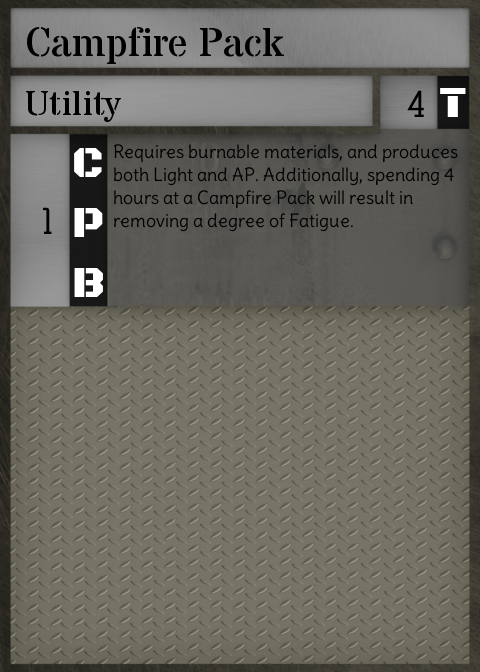 Campfire Pack
Utility
4 T
1
C
P
B
Requires burnable materials, and produces
both Light and AP. Additionally, spending 4
hours at a Campfire Pack will result in
removing a degree of Fatigue.